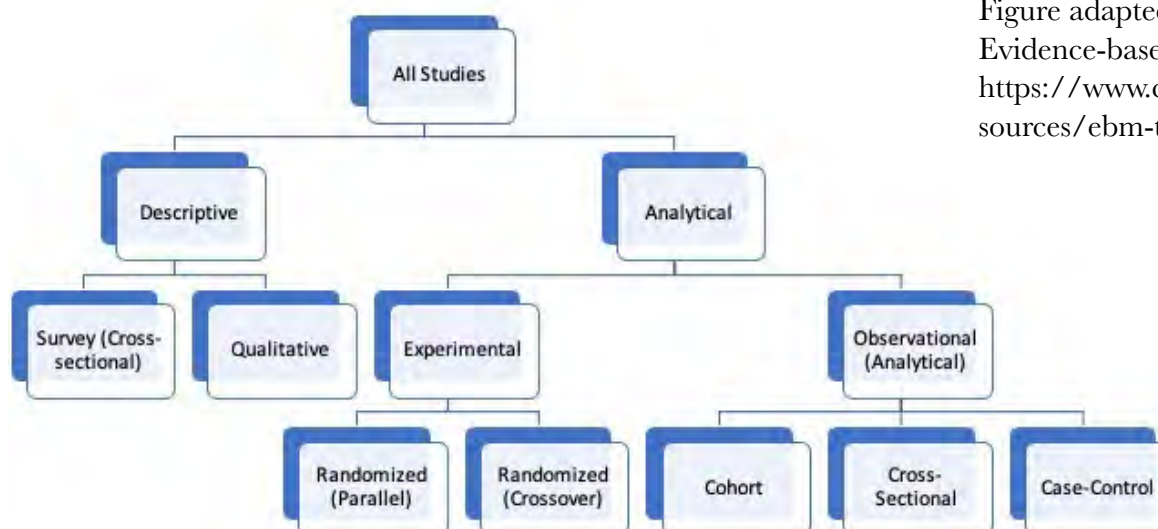 Figure adapted
Evidence-base
https://www.
sources/ebm-
All Studies
Descriptive
Analytical
Survey (Cross-
sectional)
Qualitative
Experimental
Observational
(Analytical)
Randomized
(Parallel)
Randomized
(Crossover)
Cohort
Cross-
Sectional
Case-Control